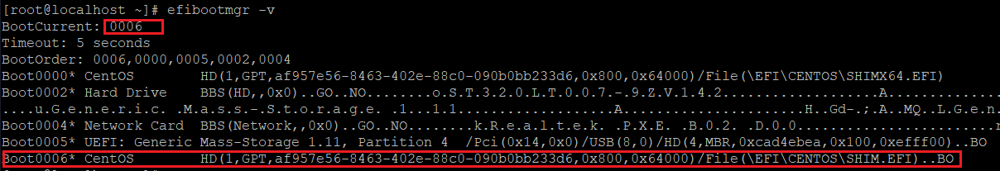 [root@localhost ~]# efibootmgr -v
BootCurrent: 0006
Timeout: 5 seconds
BootOrder: 0006,0000,0005,0002,0004
Boot0000* CentOS        HD(1,GPT,af957e56-8463-402e-88c0-090b0bb233d6,0x800,0x64000)/File(\EFI\CENTOS\SHIMX64.EFI)
Boot0002* Hard Drive    BBS(HD,,0x0)..GO..NO........o.S.T.3.2.0.L.T.0.0.7.-.9.Z.V.1.4.2....................A...........................
....u.G.e.n.e.r.i.c. .M.a.s.s.-.S.t.o.r.a.g.e. .1...1.1....................A...........................H..Gd-.;.A..MQ..L.G.e.n.
Boot0004* Network Card  BBS(Network,,0x0)..GO..NO........k.R.e.a.l.t.e.k. .P.X.E. .B.0.2. .D.0.0.......................r
Boot0005* UEFI: Generic Mass-Storage 1.11, Partition 4  /Pci(0x14,0x0)/USB(8,0)/HD(4,MBR,0xcad4ebea,0x100,0xefff00)..BO
Boot0006* CentOS        HD(1,GPT,af957e56-8463-402e-88c0-090b0bb233d6,0x800,0x64000)/File(\EFI\CENTOS\SHIM.EFI)..BO